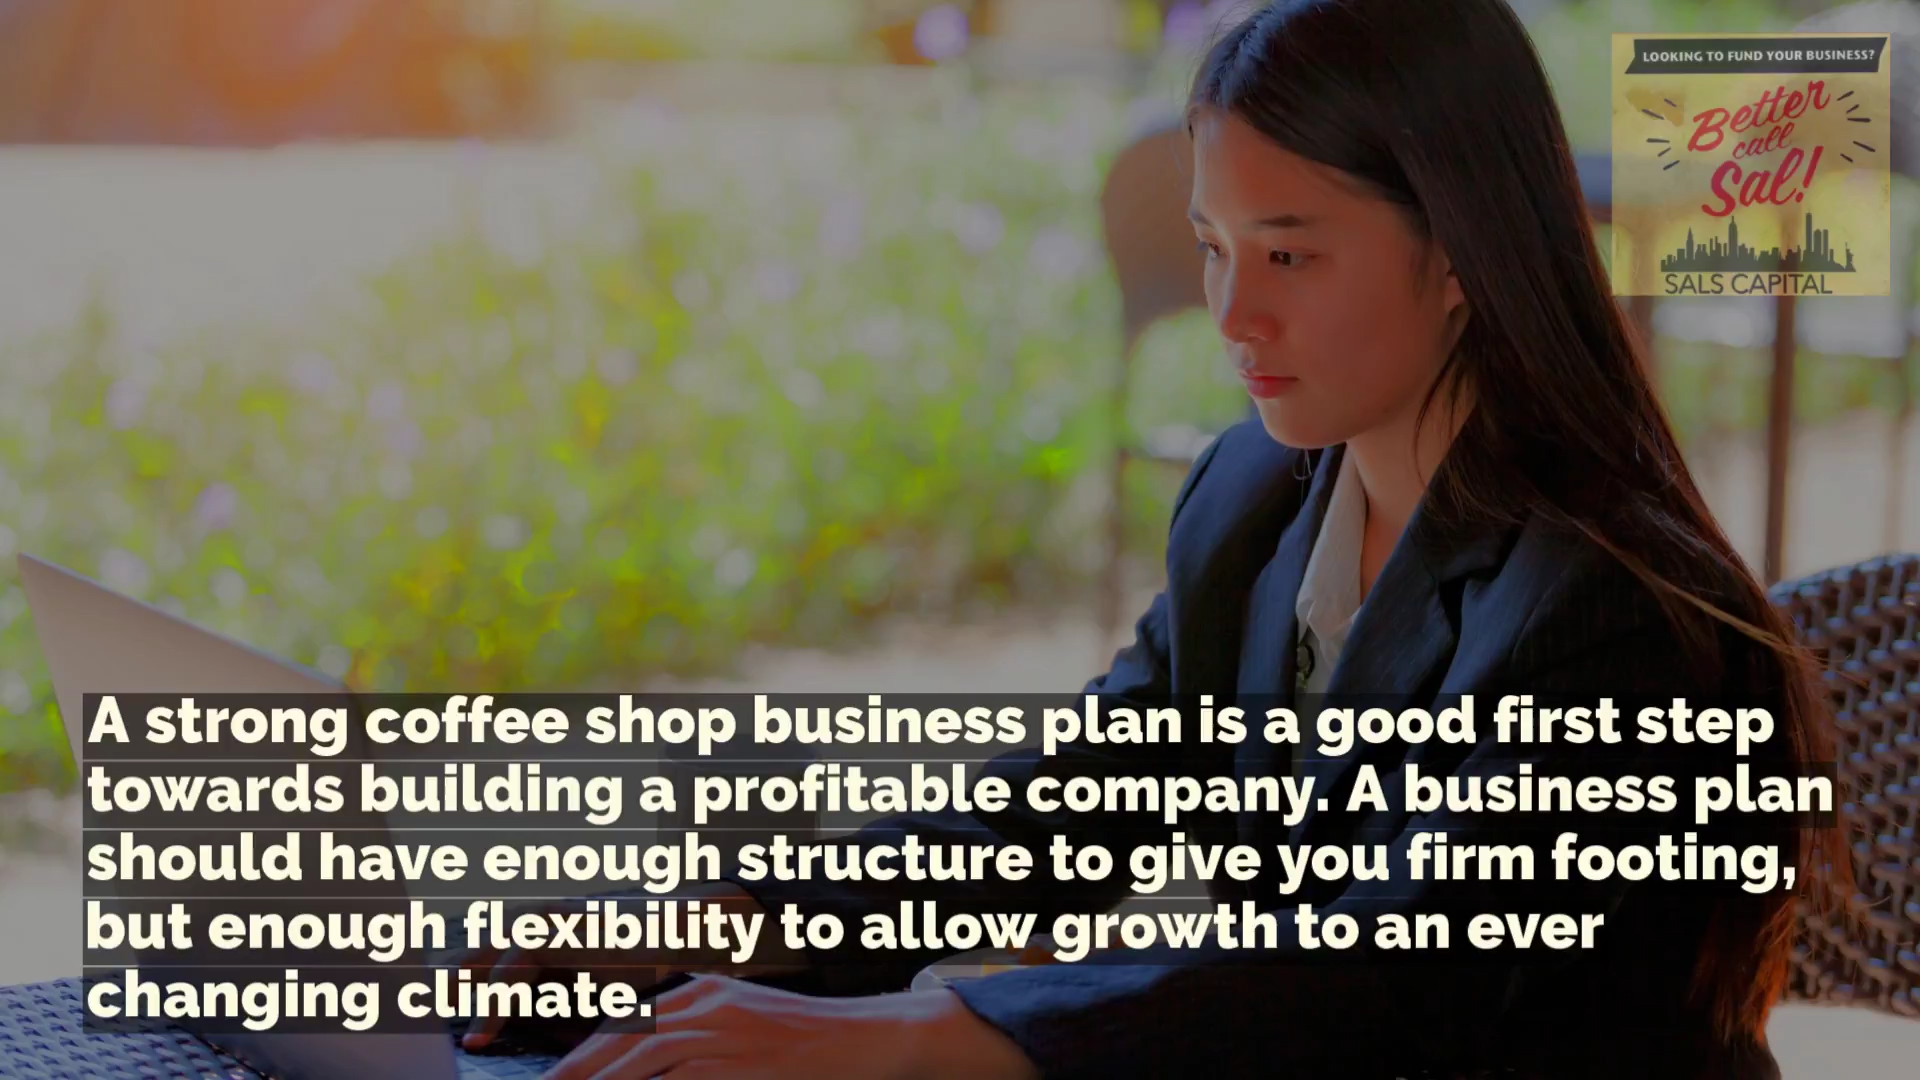 LOOKING TO FUND YOUR BUSINESS?
Better
call
Sal!
SALS CAPITAL
A strong coffee shop business plan is a good first step
towards building a profitable company. A business plan
should have enough structure to give you firm footing,
but enough flexibility to allow growth to an ever
changing climate.